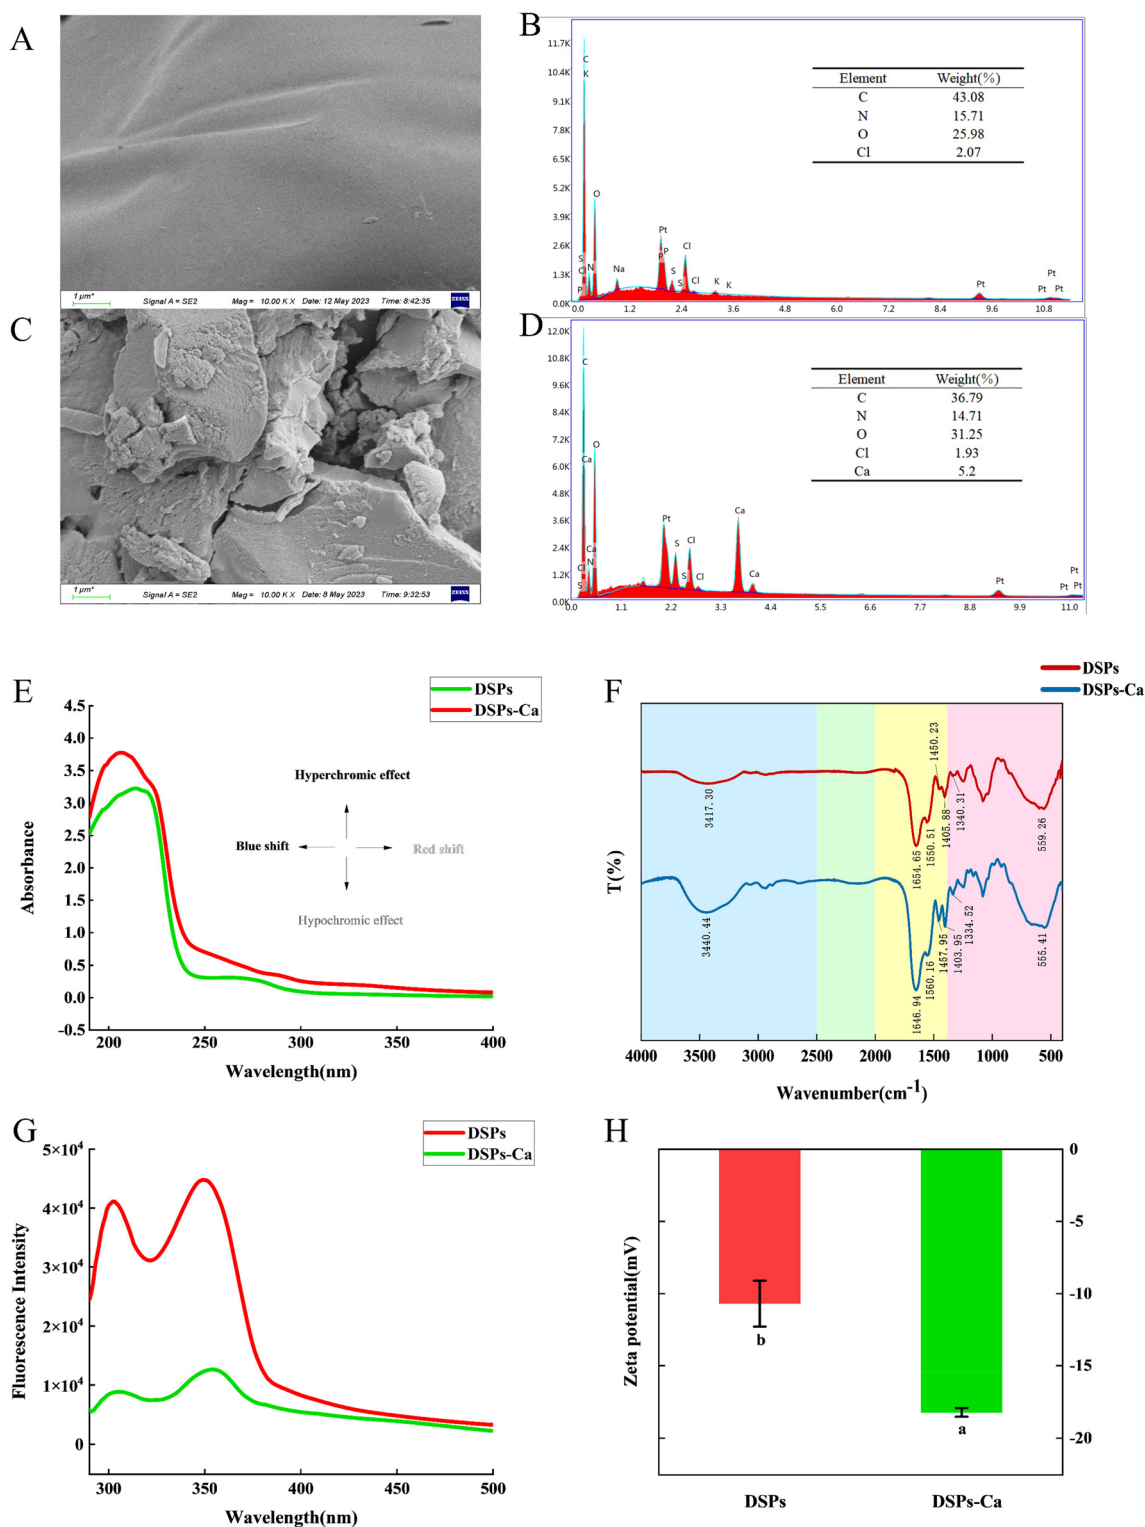 A
1 μm*
Signal A = SE2
Mag = 10.00 K X
Date: 12 May 2023
Time: 8:42:35
ZEISS
B
11.7K
10.4K
9.1K
7.8K
6.5K
5.2K
3.9K
2.6K
1.3K
0.0K
C
K
O
S
Cl
P
N
Na
Pt
P
P
S
S
Cl
Cl
K
K
Pt
Pt
Pt
Pt
0.0 1.2 2.4 3.6 4.8 6.0 7.2 8.4 9.6 10.8
Element Weight(%)
C 43.08
N 15.71
O 25.98
Cl 2.07
C
1 μm*
Signal A = SE2
Mag = 10.00 K X
Date: 8 May 2023
Time: 9:32:53
ZEISS
D
12.0K
10.8K
9.6K
8.4K
7.2K
6.0K
4.8K
3.6K
2.4K
1.2K
0.0K
C
O
Ca
Ca
N
Cl
S
Pt
S
S
Cl
Cl
Ca
Ca
Pt
Pt
Pt
Pt
0.0 1.1 2.2 3.3 4.4 5.5 6.6 7.7 8.8 9.9 11.0
Element Weight(%)
C 36.79
N 14.71
O 31.25
Cl 1.93
Ca 5.2
E
DSPs
DSPs-Ca
4.5
4.0
3.5
3.0
2.5
2.0
1.5
1.0
0.5
0.0
-0.5
Absorbance
Hyperchromic effect
Blue shift
Red shift
Hypochromic effect
200 250 300 350 400
Wavelength(nm)
F
DSPs
DSPs-Ca
T(%)
3417.30
1654.65
1550.51
1450.23
1405.88
1340.31
559.26
3440.44
1646.94
1560.16
1457.95
1403.95
1334.52
555.41
4000 3500 3000 2500 2000 1500 1000 500
Wavenumber(cm-1)
G
DSPs
DSPs-Ca
5×10⁴
4×10⁴
3×10⁴
2×10⁴
1×10⁴
0
Fluorescence Intensity
300 350 400 450 500
Wavelength(nm)
H
0
-5
-10
-15
-20
Zeta potential(mV)
b
a
DSPs DSPs-Ca